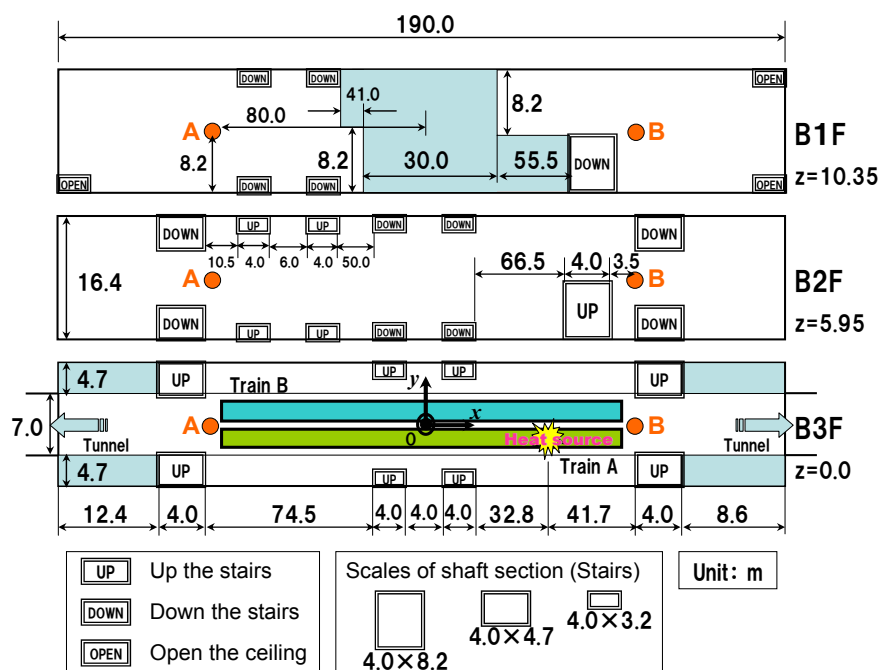 190.0
DOWN DOWN OPEN
41.0
80.0 8.2
A B B1F
8.2 8.2 30.0 55.5 DOWN
z=10.35
OPEN DOWN DOWN OPEN
DOWN UP UP DOWN DOWN DOWN
10.5 4.0 6.0 4.0 50.0 66.5 4.0 3.5
16.4 A B B2F
UP
DOWN UP UP DOWN DOWN DOWN
z=5.95
4.7 UP UP UP UP
Train B y
7.0 A x B B3F
Tunnel O Heat source Tunnel
4.7 UP UP UP Train A UP z=0.0
12.4 4.0 74.5 4.0 4.0 4.0 32.8 41.7 4.0 8.6
UP Up the stairs
DOWN Down the stairs
OPEN Open the ceiling
Scales of shaft section (Stairs)
4.0×8.2 4.0×4.7 4.0×3.2
Unit: m